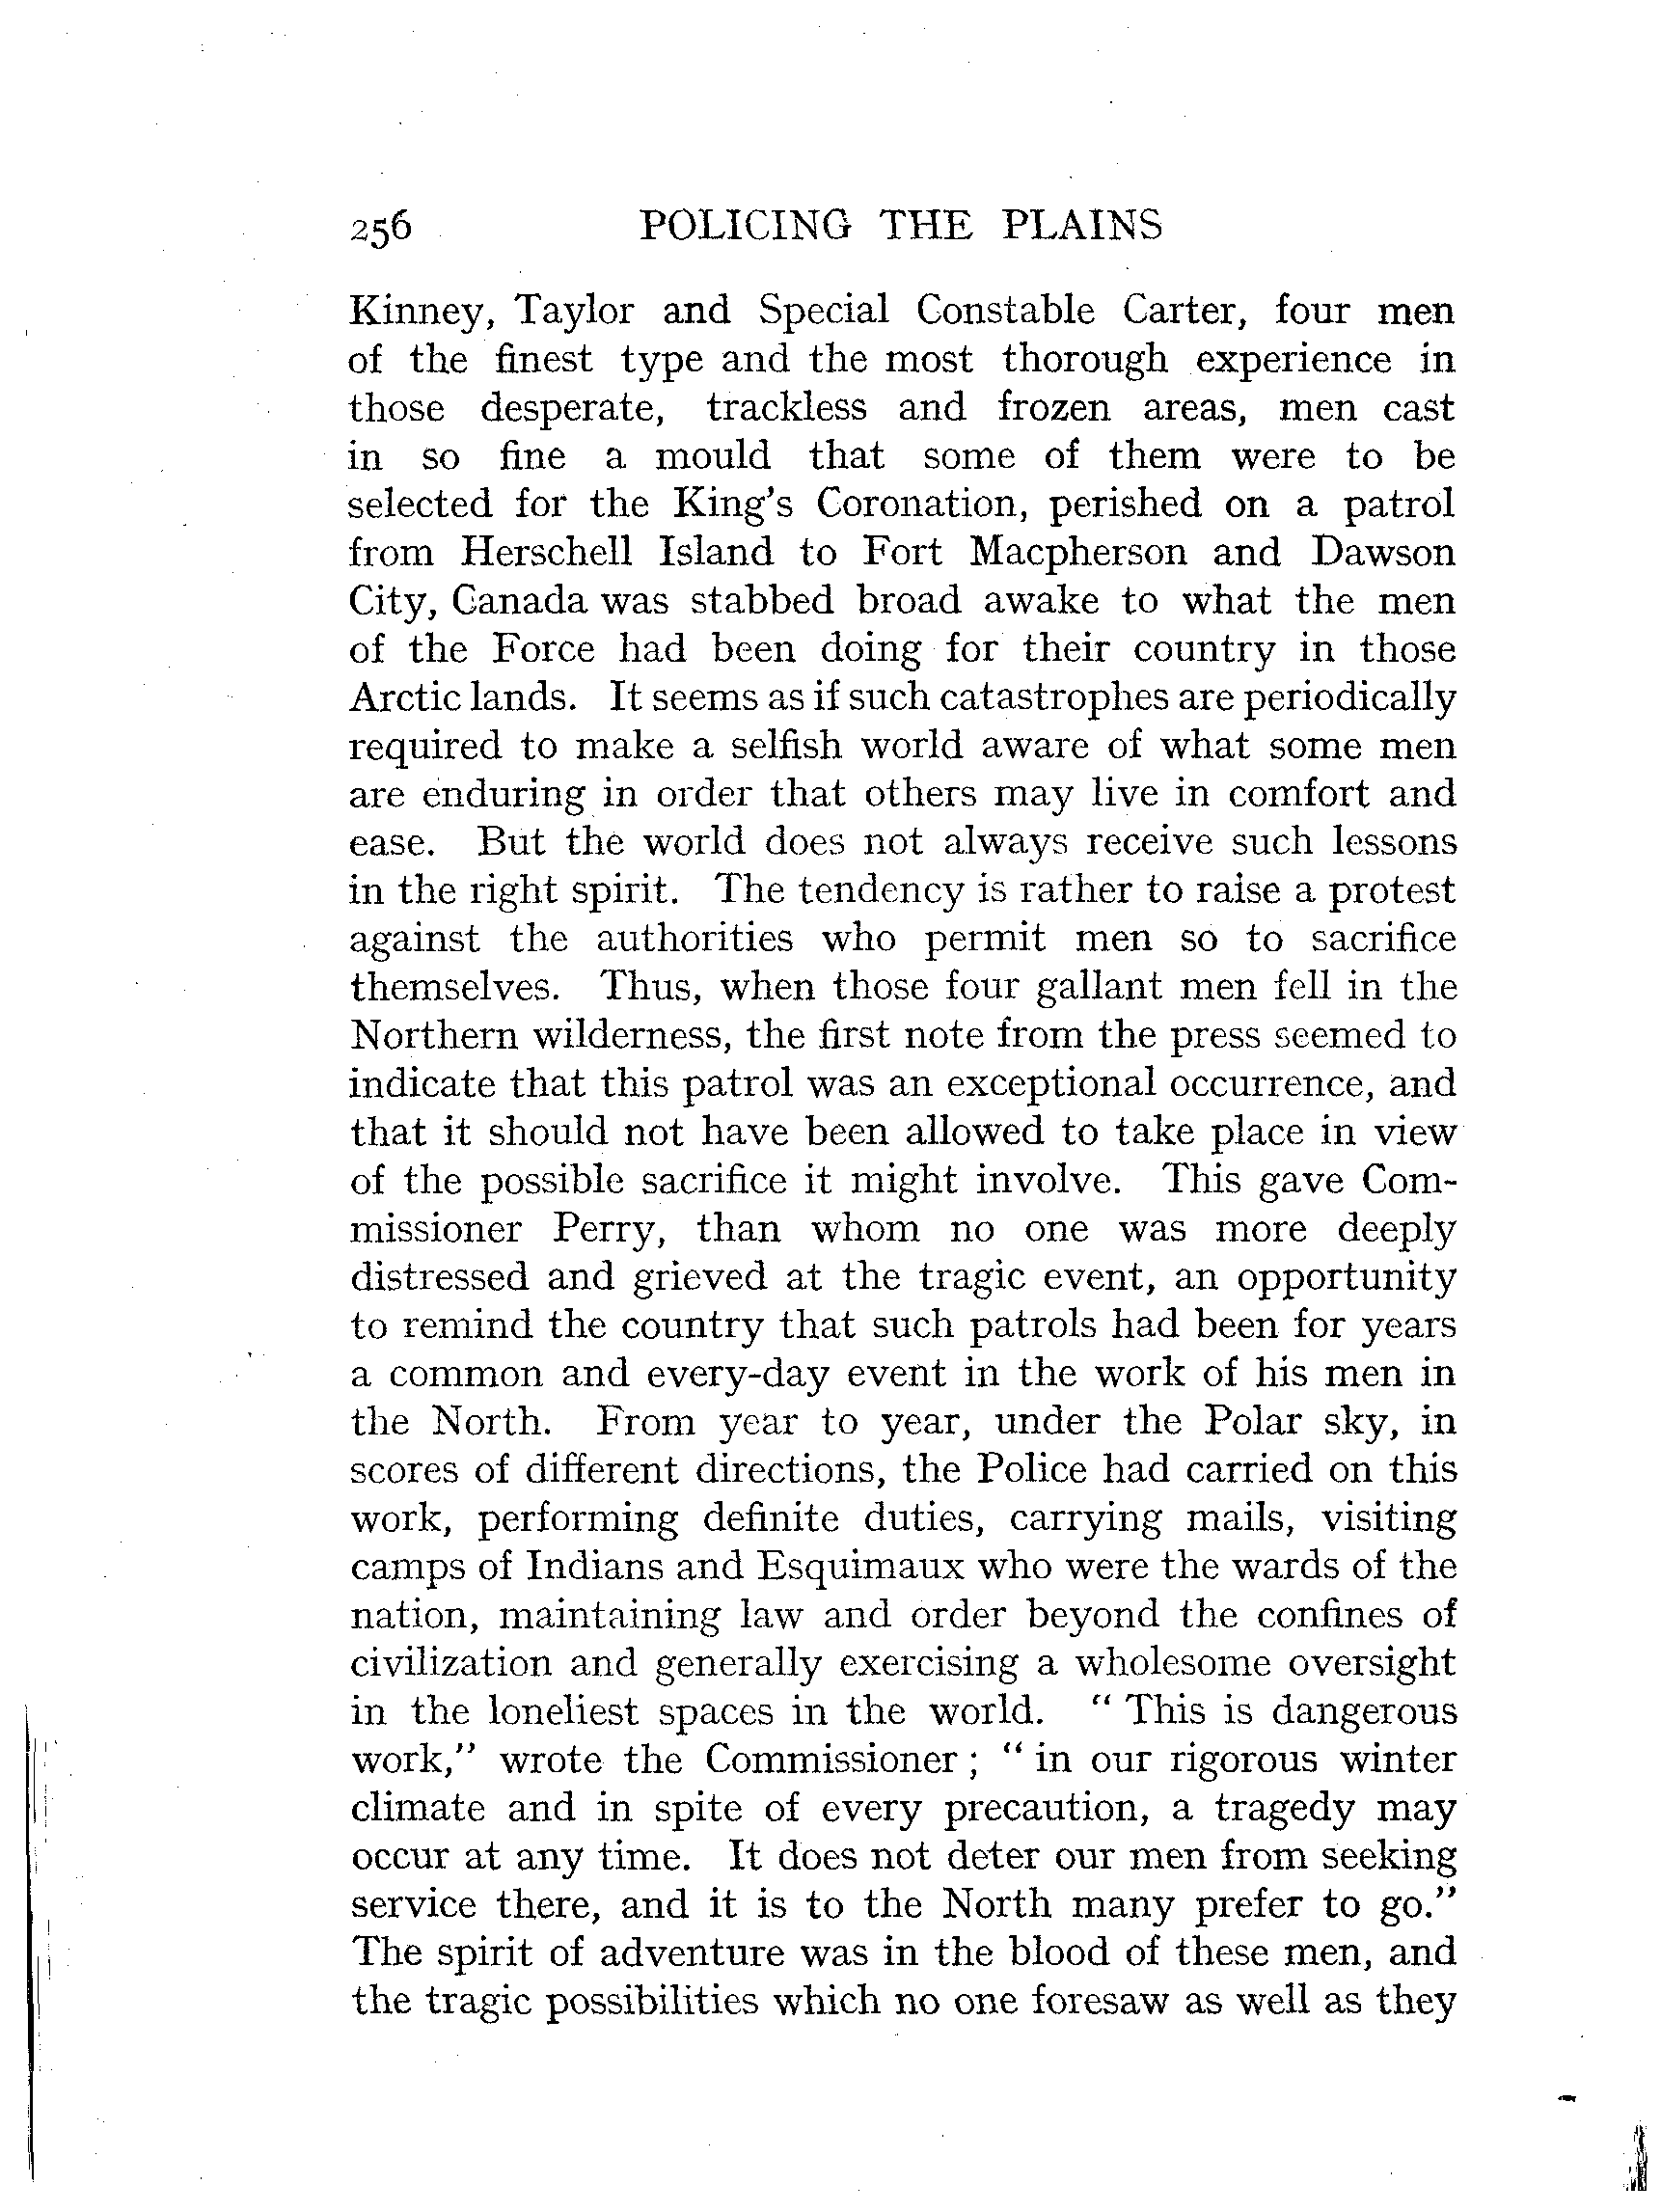 256 POLICING THE PLAINS
Kinney, Taylor and Special Constable Carter, four men
of the finest type and the most thorough experience in
those desperate, trackless and frozen areas, men cast
in so fine a mould that some of them were to be
selected for the King's Coronation, perished on a patrol
from Herschell Island to Fort Macpherson and Dawson
City, Canada was stabbed broad awake to what the men
of the Force had been doing for their country in those
Arctic lands. It seems as if such catastrophes are periodically
required to make a selfish world aware of what some men
are enduring in order that others may live in comfort and
ease. But the world does not always receive such lessons
in the right spirit. The tendency is rather to raise a protest
against the authorities who permit men so to sacrifice
themselves. Thus, when those four gallant men fell in the
Northern wilderness, the first note from the press seemed to
indicate that this patrol was an exceptional occurrence, and
that it should not have been allowed to take place in view
of the possible sacrifice it might involve. This gave Com-
missioner Perry, than whom no one was more deeply
distressed and grieved at the tragic event, an opportunity
to remind the country that such patrols had been for years
a common and every-day event in the work of his men in
the North. From year to year, under the Polar sky, in
scores of different directions, the Police had carried on this
work, performing definite duties, carrying mails, visiting
camps of Indians and Esquimaux who were the wards of the
nation, maintaining law and order beyond the confines of
civilization and generally exercising a wholesome oversight
in the loneliest spaces in the world. " This is dangerous
work," wrote the Commissioner ; " in our rigorous winter
climate and in spite of every precaution, a tragedy may
occur at any time. It does not deter our men from seeking
service there, and it is to the North many prefer to go."
The spirit of adventure was in the blood of these men, and
the tragic possibilities which no one foresaw as well as they